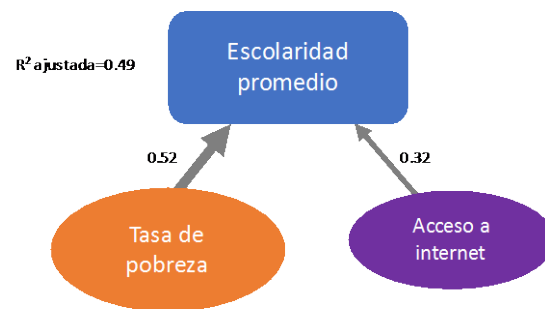 Escolaridad
promedio
R² ajustada=0.49
0.52
0.32
Tasa de
pobreza
Acceso a
internet